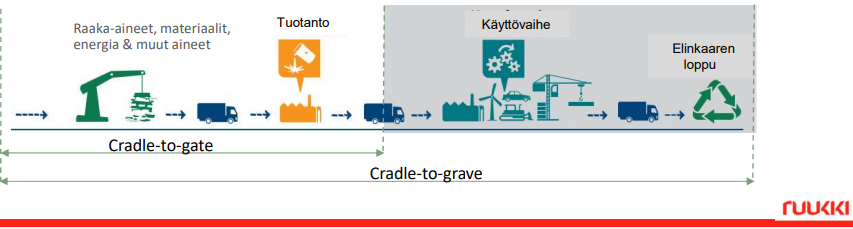 Raaka-aineet, materiaalit,
energia & muut aineet
Tuotanto
Käyttövaihe
Elinkaaren
loppu
Cradle-to-gate
Cradle-to-grave
RUUKKI